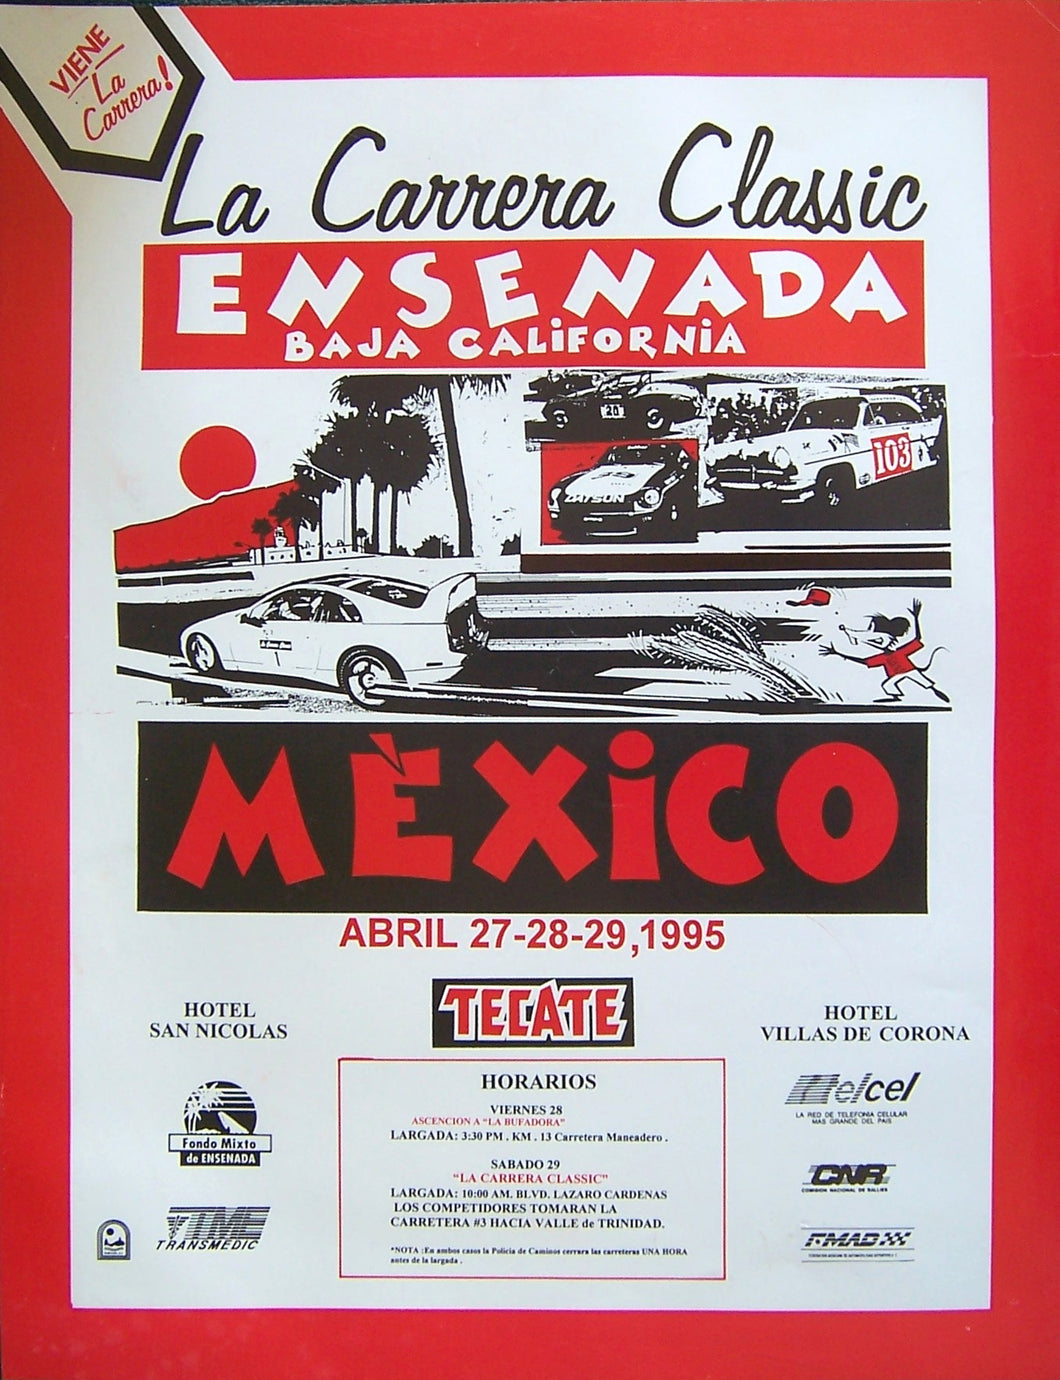 VIENE
La
Carrera!
La Carrera Classic
ENSENADA
BAJA CALiFORNiA
20
DATSUN
103
1
MÈXiCO
ABRIL 27-28-29,1995
TECATE
HOTEL
SAN NICOLAS
HOTEL
VILLAS DE CORONA
Fondo Mixto
de ENSENADA
TME
TRANSMEDIC
HORARIOS
VIERNES 28
ASCENCION A “LA BUFADORA”
LARGADA: 3:30 PM . KM . 13 Carretera Maneadero .
SABADO 29
“LA CARRERA CLASSIC”
LARGADA: 10:00 AM. BLVD. LAZARO CARDENAS
LOS COMPETIDORES TOMARAN LA
CARRETERA #3 HACIA VALLE de TRINIDAD.
*NOTA :En ambos casos la Policia de Caminos cerrara las carreteras UNA HORA
antes de la largada .
Telcel
LA RED DE TELEFONIA CELULAR
MAS GRANDE DEL PAIS
CNR
COMISION NACIONAL DE RALLIES
FMAD